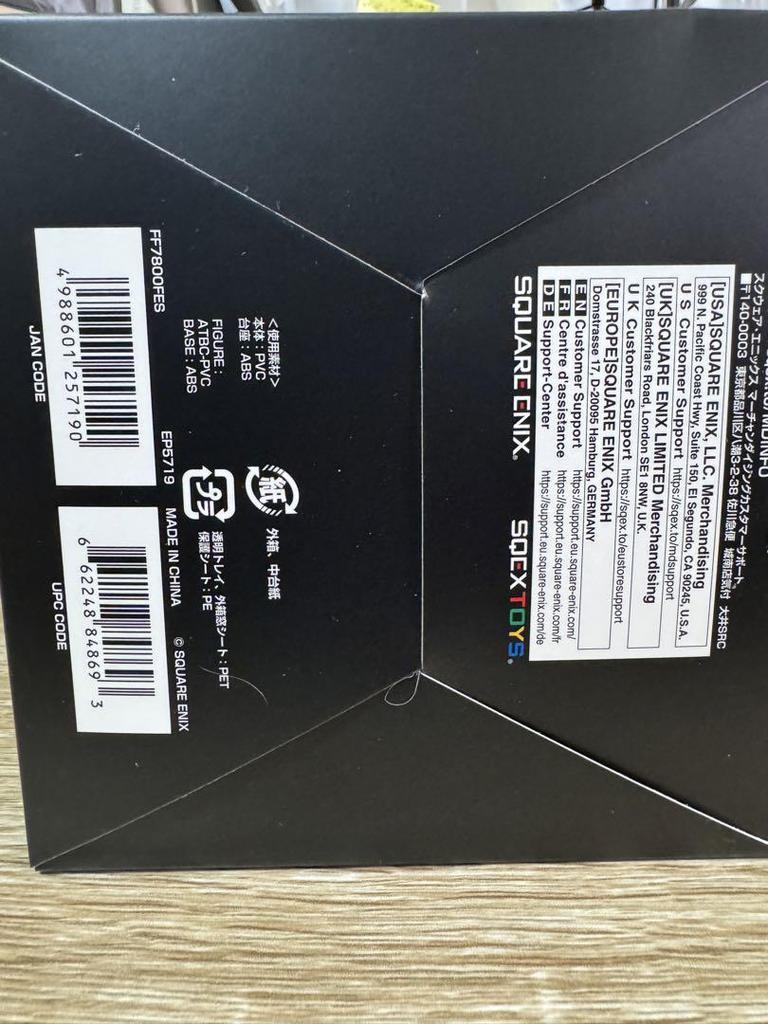 スクウェア・エニックス マーチャンダイジングカスタマーサポート
■〒140-0003 東京都品川区八潮3-2-38 佐川急便 城南店気付 大井SRC
[USA]SQUARE ENIX, LLC. Merchandising
999 N. Pacific Coast Hwy, Suite 150, El Segundo, CA 90245, U.S.A.
US Customer Support https://sqex.to/mdsupport
[UK]SQUARE ENIX LIMITED Merchandising
240 Blackfriars Road, London SE1 8NW, U.K.
UK Customer Support https://sqex.to/eustoresupport
[EUROPE]SQUARE ENIX GmbH
Domstrasse 17, D-20095 Hamburg, GERMANY
EN Customer Support https://support.eu.square-enix.com/
FR Centre d'assistance https://support.eu.square-enix.com/fr
DE Support-Center https://support.eu.square-enix.com/de
SQUARE ENIX. SQEX TOYS®
<使用素材>
本体:PVC
台座:ABS
FIGURE:
ATBC-PVC
BASE:ABS
紙
外箱、中台紙
プラ
透明トレイ、外箱窓シート:PET
保護シート:PE
FF7800FES
EP5719
MADE IN CHINA
© SQUARE ENIX
4 988601 257190
JAN CODE
6 62248 84869 3
UPC CODE